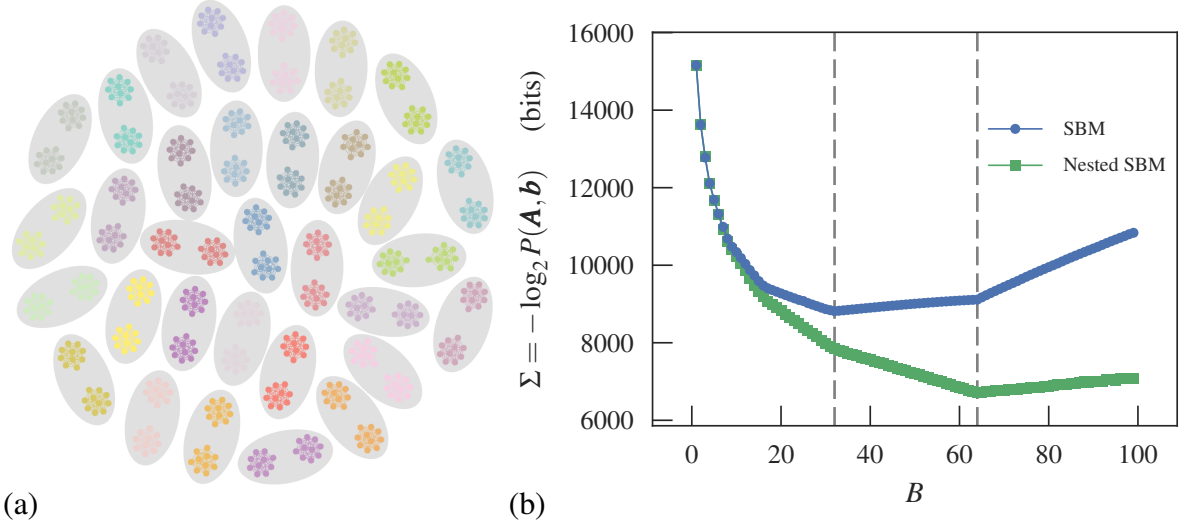 (a)
(b)
Σ = − log₂ P(A, b) (bits)
16000
14000
12000
10000
8000
6000
SBM
Nested SBM
0 20 40 60 80 100
B